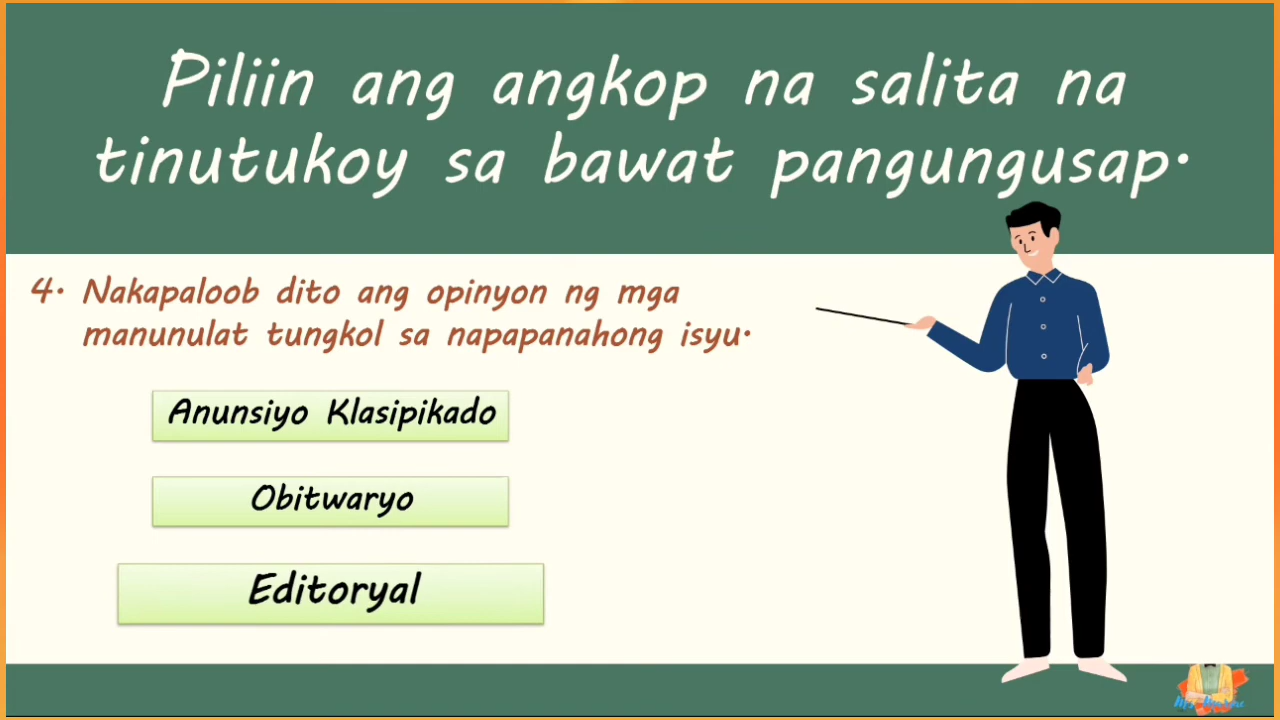 Piliin ang angkop na salita na
tinutukoy sa bawat pangungusap.
4. Nakapaloob dito ang opinyon ng mga
manunulat tungkol sa napapanahong isyu.
Anunsiyo Klasipikado
Obitwaryo
Editoryal